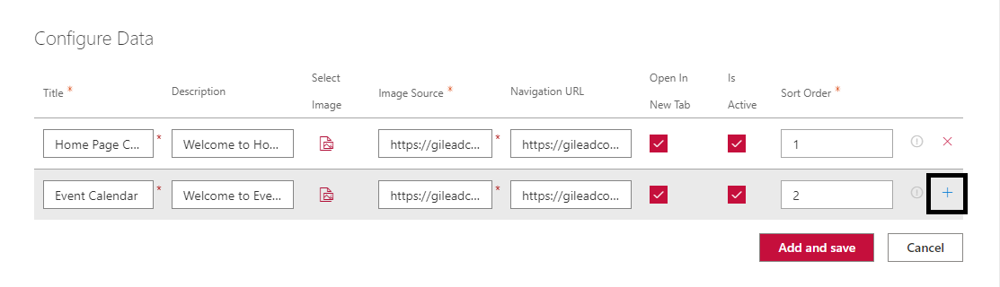 Configure Data
Title * Description Select Image Image Source * Navigation URL Open In New Tab Is Active Sort Order *
Home Page C... * Welcome to Ho... https://gileadc... * https://gileadco... 1
Event Calendar * Welcome to Eve... https://gileadc... * https://gileadco... 2
Add and save Cancel